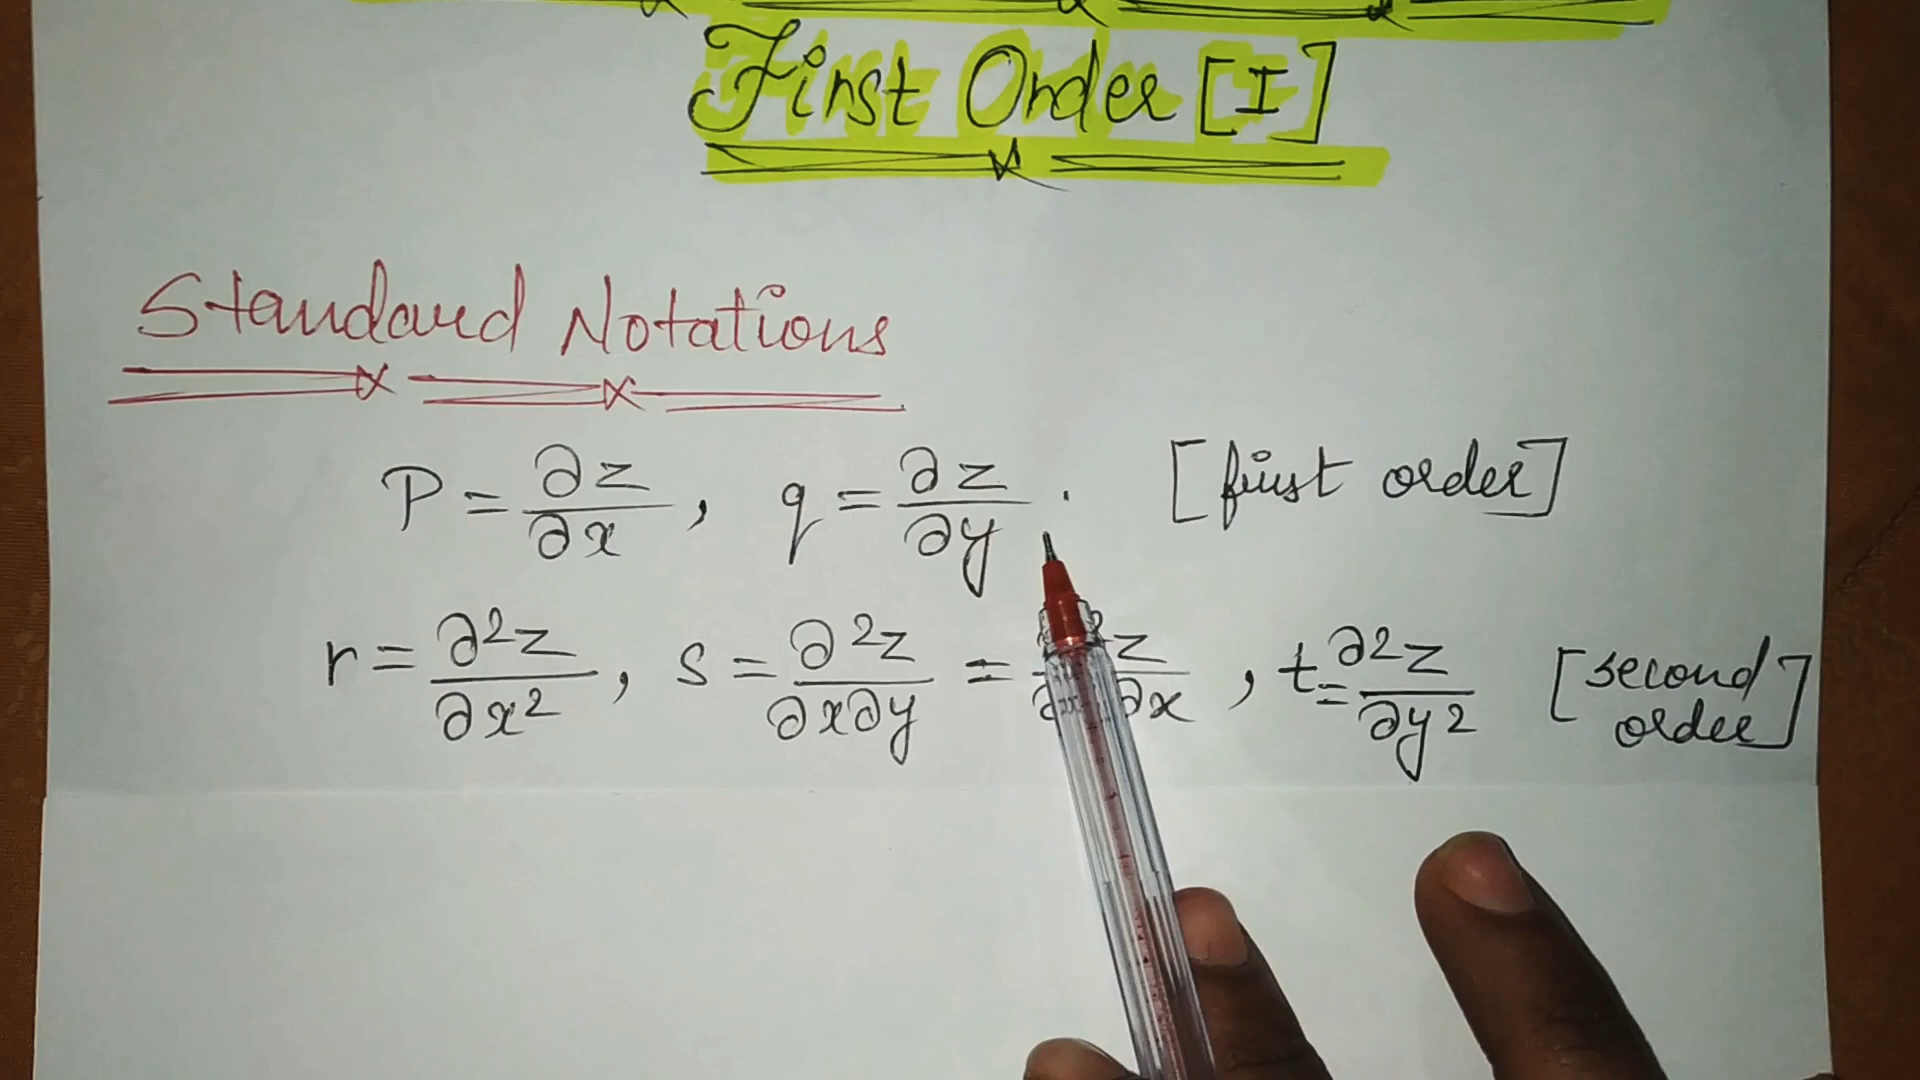 First Order [I]
Standard Notations
P = ∂z/∂x , q = ∂z/∂y . [first order]
r = ∂²z/∂x² , s = ∂²z/∂x∂y = z/∂x , t = ∂²z/∂y² [second order]